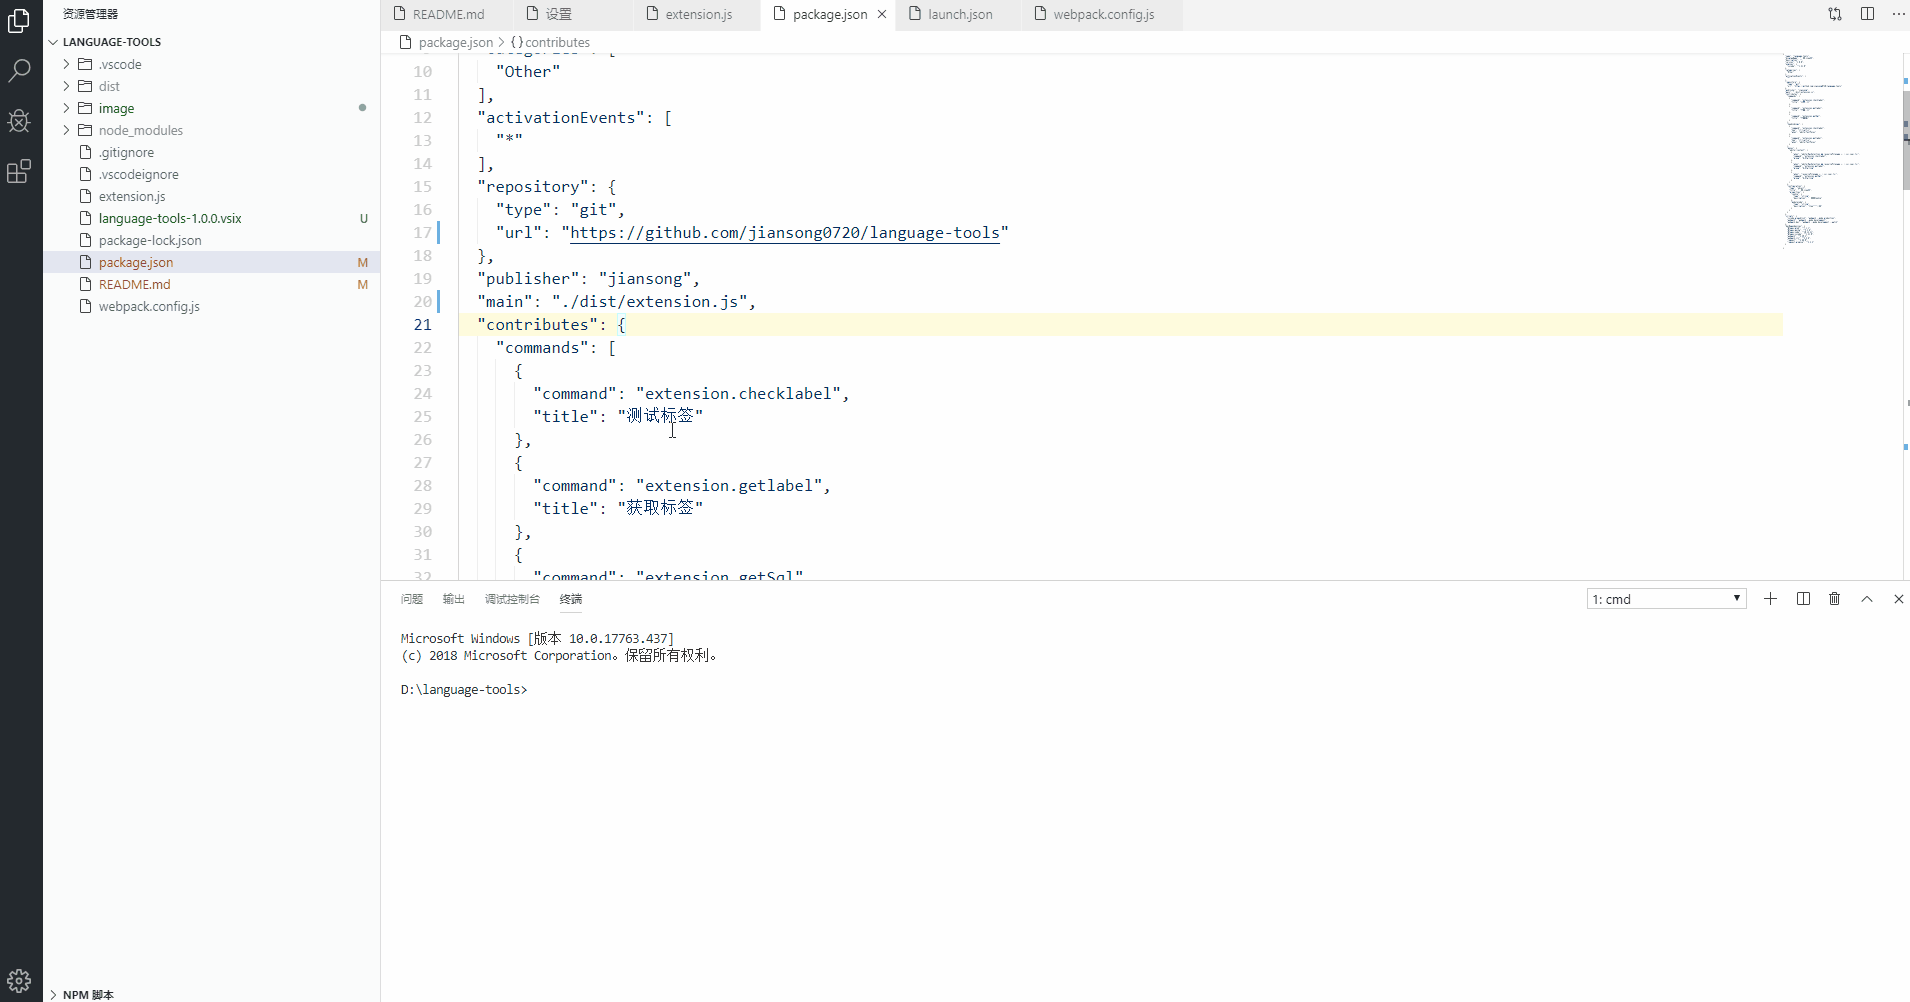 资源管理器
LANGUAGE-TOOLS
.vscode
dist
image
node_modules
.gitignore
.vscodeignore
extension.js
language-tools-1.0.0.vsix U
package-lock.json
package.json M
README.md M
webpack.config.js
NPM 脚本
README.md 设置 extension.js package.json launch.json webpack.config.js
package.json > {} contributes
10 "Other"
11 ],
12 "activationEvents": [
13 "*"
14 ],
15 "repository": {
16 "type": "git",
17 "url": "https://github.com/jiansong0720/language-tools"
18 },
19 "publisher": "jiansong",
20 "main": "./dist/extension.js",
21 "contributes": {
22 "commands": [
23 {
24 "command": "extension.checklabel",
25 "title": "测试标签"
26 },
27 {
28 "command": "extension.getlabel",
29 "title": "获取标签"
30 },
31 {
32 "command": "extension.getSql"
问题 输出 调试控制台 终端 1: cmd
Microsoft Windows [版本 10.0.17763.437]
(c) 2018 Microsoft Corporation。保留所有权利。
D:\language-tools>